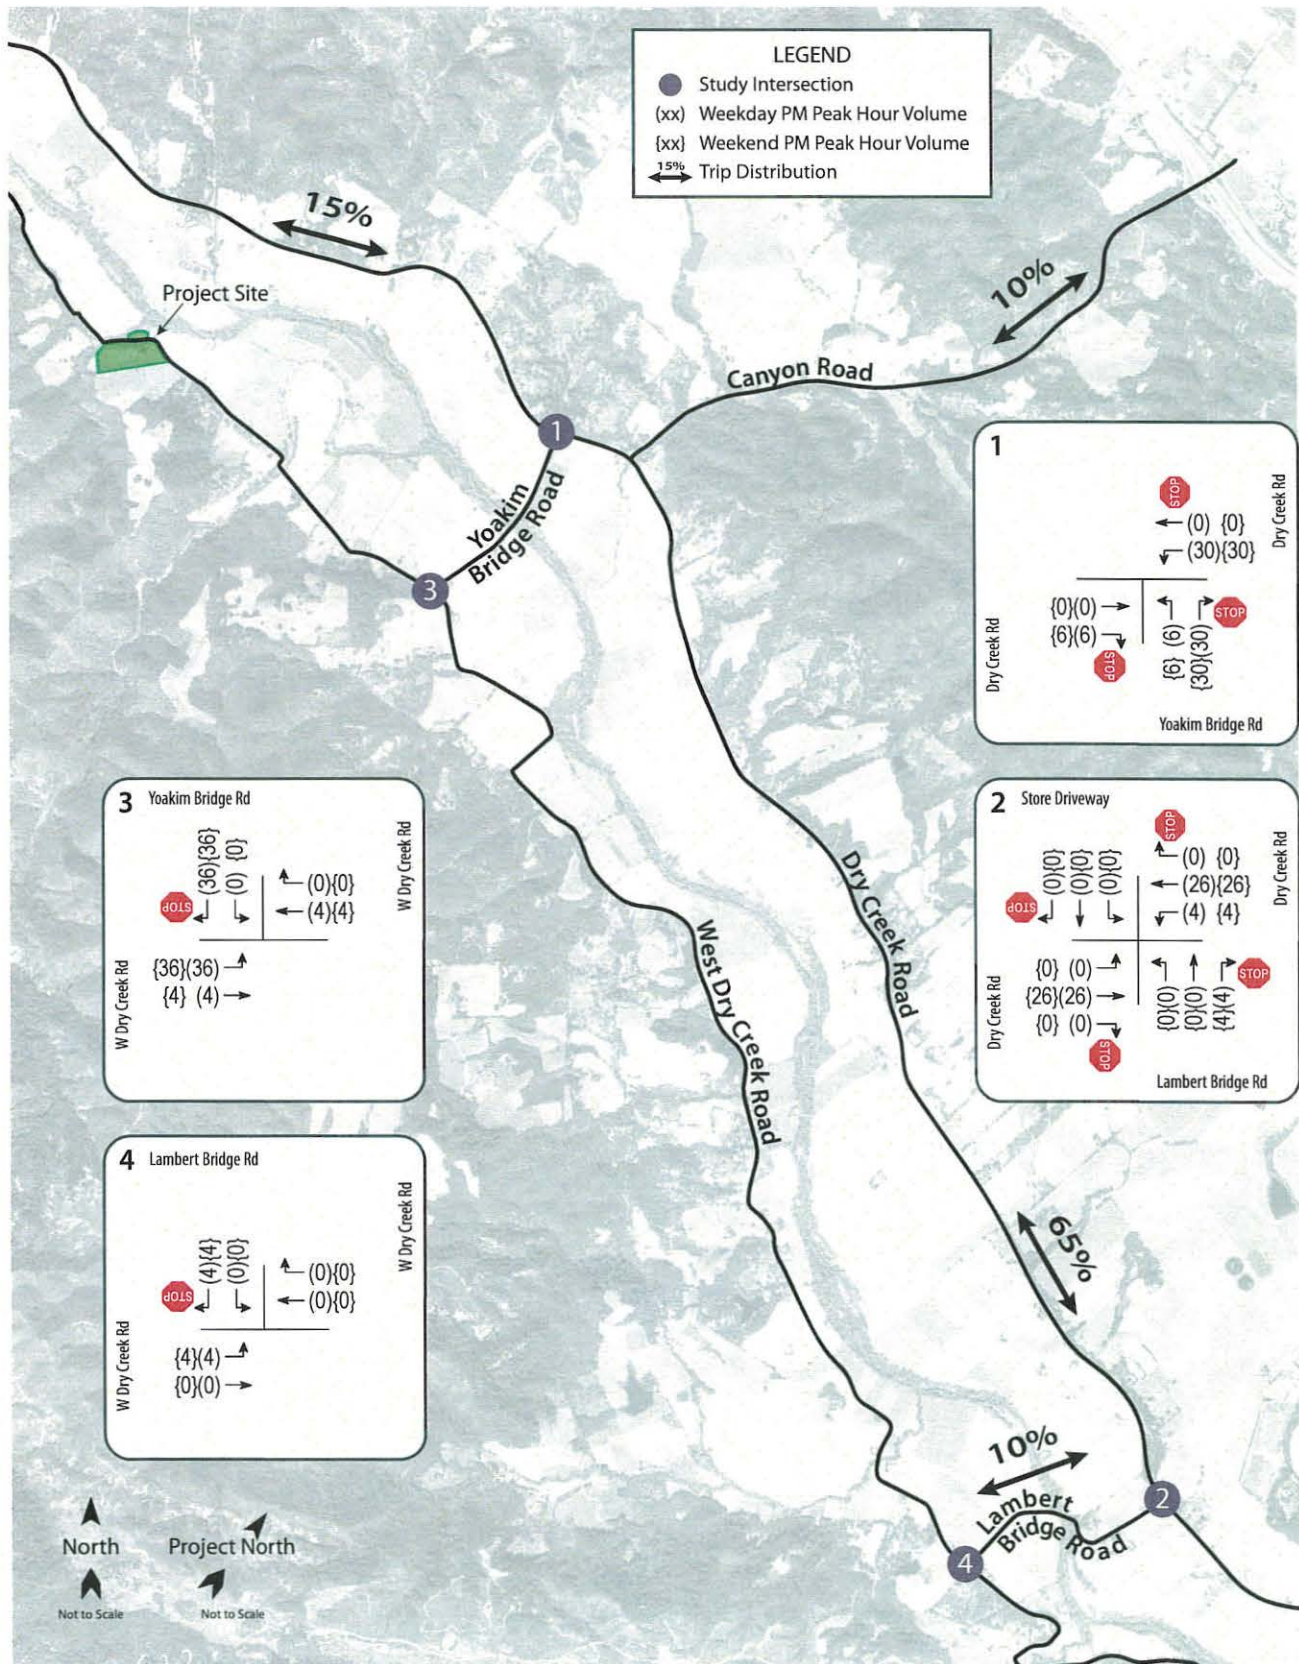 LEGEND
Study Intersection
(xx) Weekday PM Peak Hour Volume
{xx} Weekend PM Peak Hour Volume
15% Trip Distribution
15%
10%
Project Site
Canyon Road
1
Yoakim
Bridge Road
3
1
STOP
(0) {0}
(30){30}
Dry Creek Rd
{0}(0)
{6}(6)
STOP
{6} (6)
{30}(30)
STOP
Dry Creek Rd
Yoakim Bridge Rd
3 Yoakim Bridge Rd
(36){36}
(0) {0}
STOP
(0){0}
(4){4}
W Dry Creek Rd
{36}(36)
{4} (4)
W Dry Creek Rd
2 Store Driveway
STOP
(0){0}
(0){0}
(0){0}
STOP
(0) {0}
(26){26}
(4) {4}
Dry Creek Rd
{0} (0)
{26}(26)
{0} (0)
STOP
{0}(0)
{0}(0)
{4}(4)
STOP
Dry Creek Rd
Lambert Bridge Rd
Dry Creek Road
West Dry Creek Road
4 Lambert Bridge Rd
(4){4}
(0){0}
STOP
(0){0}
(0){0}
W Dry Creek Rd
{4}(4)
{0}(0)
W Dry Creek Rd
65%
10%
Lambert
Bridge Road
2
4
North
Not to Scale
Project North
Not to Scale